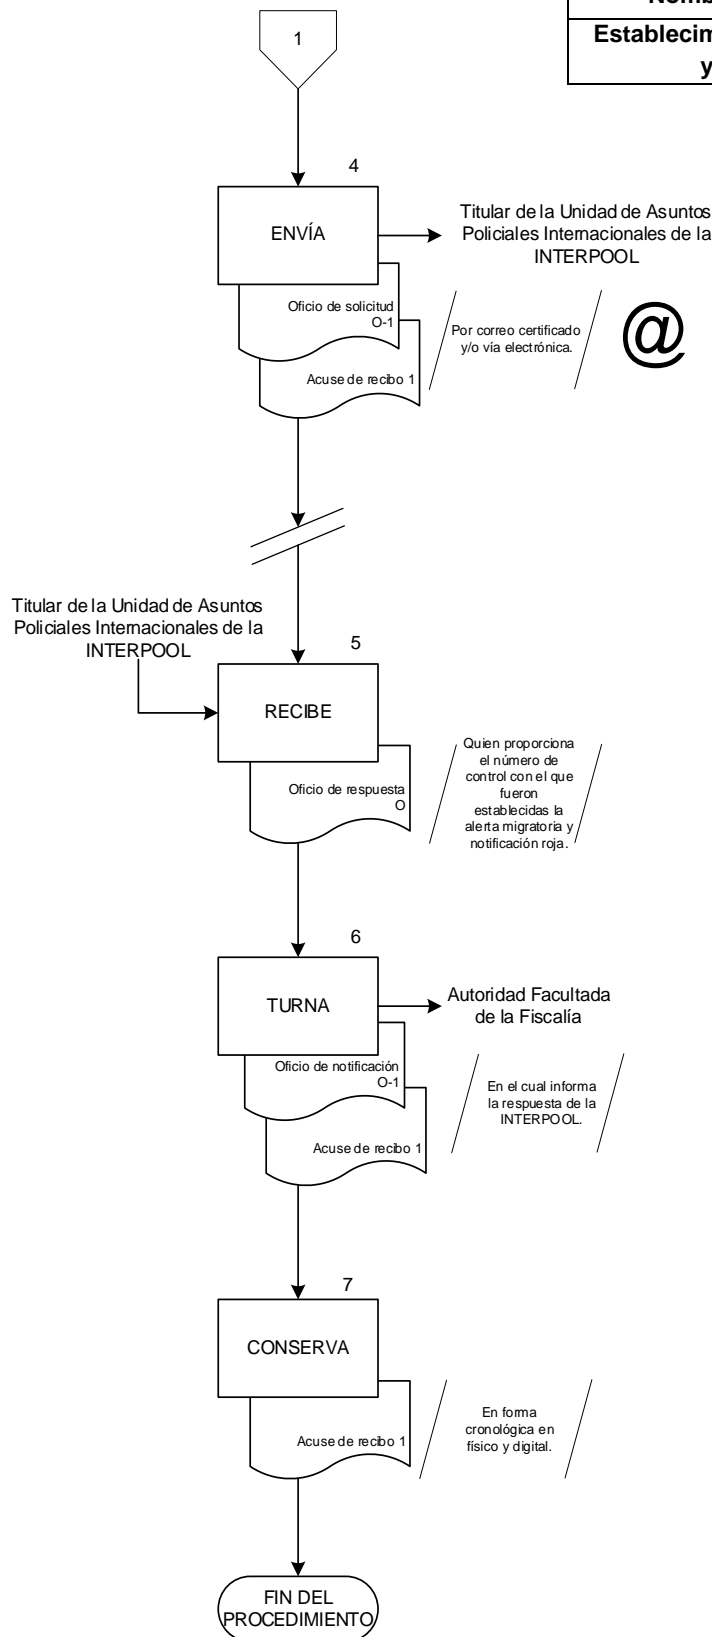 Establecim
y
1
4
ENVÍA
Titular de la Unidad de Asuntos
Policiales Internacionales de la
INTERPOOL
Oficio de solicitud
O-1
Por correo certificado
y/o vía electrónica.
@
Acuse de recibo 1
Titular de la Unidad de Asuntos
Policiales Internacionales de la
INTERPOOL
5
RECIBE
Oficio de respuesta
O
Quien proporciona
el número de
control con el que
fueron
establecidas la
alerta migratoria y
notificación roja.
6
TURNA
Autoridad Facultada
de la Fiscalía
Oficio de notificación
O-1
En el cual informa
la respuesta de la
INTERPOOL.
Acuse de recibo 1
7
CONSERVA
Acuse de recibo 1
En forma
cronológica en
físico y digital.
FIN DEL
PROCEDIMIENTO